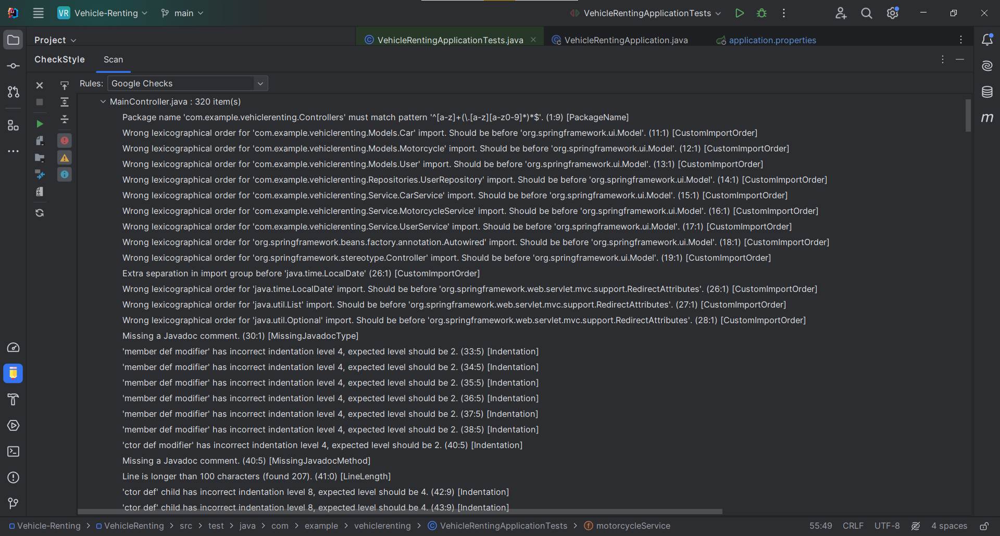 VR Vehicle-Renting main VehicleRentingApplicationTests
Project VehicleRentingApplicationTests.java VehicleRentingApplication.java application.properties
CheckStyle Scan
Rules: Google Checks
MainController.java : 320 item(s)
Package name 'com.example.vehiclerenting.Controllers' must match pattern '^[a-z]+(\.[a-z][a-z0-9]*)*$'. (1:9) [PackageName]
Wrong lexicographical order for 'com.example.vehiclerenting.Models.Car' import. Should be before 'org.springframework.ui.Model'. (11:1) [CustomImportOrder]
Wrong lexicographical order for 'com.example.vehiclerenting.Models.Motorcycle' import. Should be before 'org.springframework.ui.Model'. (12:1) [CustomImportOrder]
Wrong lexicographical order for 'com.example.vehiclerenting.Models.User' import. Should be before 'org.springframework.ui.Model'. (13:1) [CustomImportOrder]
Wrong lexicographical order for 'com.example.vehiclerenting.Repositories.UserRepository' import. Should be before 'org.springframework.ui.Model'. (14:1) [CustomImportOrder]
Wrong lexicographical order for 'com.example.vehiclerenting.Service.CarService' import. Should be before 'org.springframework.ui.Model'. (15:1) [CustomImportOrder]
Wrong lexicographical order for 'com.example.vehiclerenting.Service.MotorcycleService' import. Should be before 'org.springframework.ui.Model'. (16:1) [CustomImportOrder]
Wrong lexicographical order for 'com.example.vehiclerenting.Service.UserService' import. Should be before 'org.springframework.ui.Model'. (17:1) [CustomImportOrder]
Wrong lexicographical order for 'org.springframework.beans.factory.annotation.Autowired' import. Should be before 'org.springframework.ui.Model'. (18:1) [CustomImportOrder]
Wrong lexicographical order for 'org.springframework.stereotype.Controller' import. Should be before 'org.springframework.ui.Model'. (19:1) [CustomImportOrder]
Extra separation in import group before 'java.time.LocalDate' (26:1) [CustomImportOrder]
Wrong lexicographical order for 'java.time.LocalDate' import. Should be before 'org.springframework.web.servlet.mvc.support.RedirectAttributes'. (26:1) [CustomImportOrder]
Wrong lexicographical order for 'java.util.List' import. Should be before 'org.springframework.web.servlet.mvc.support.RedirectAttributes'. (27:1) [CustomImportOrder]
Wrong lexicographical order for 'java.util.Optional' import. Should be before 'org.springframework.web.servlet.mvc.support.RedirectAttributes'. (28:1) [CustomImportOrder]
Missing a Javadoc comment. (30:1) [MissingJavadocType]
'member def modifier' has incorrect indentation level 4, expected level should be 2. (33:5) [Indentation]
'member def modifier' has incorrect indentation level 4, expected level should be 2. (34:5) [Indentation]
'member def modifier' has incorrect indentation level 4, expected level should be 2. (35:5) [Indentation]
'member def modifier' has incorrect indentation level 4, expected level should be 2. (36:5) [Indentation]
'member def modifier' has incorrect indentation level 4, expected level should be 2. (37:5) [Indentation]
'member def modifier' has incorrect indentation level 4, expected level should be 2. (38:5) [Indentation]
'ctor def modifier' has incorrect indentation level 4, expected level should be 2. (40:5) [Indentation]
Missing a Javadoc comment. (40:5) [MissingJavadocMethod]
Line is longer than 100 characters (found 207). (41:0) [LineLength]
'ctor def' child has incorrect indentation level 8, expected level should be 4. (42:9) [Indentation]
'ctor def' child has incorrect indentation level 8, expected level should be 4. (43:9) [Indentation]
Vehicle-Renting > VehicleRenting > src > test > java > com > example > vehiclerenting > VehicleRentingApplicationTests > motorcycleService 55:49 CRLF UTF-8 4 spaces